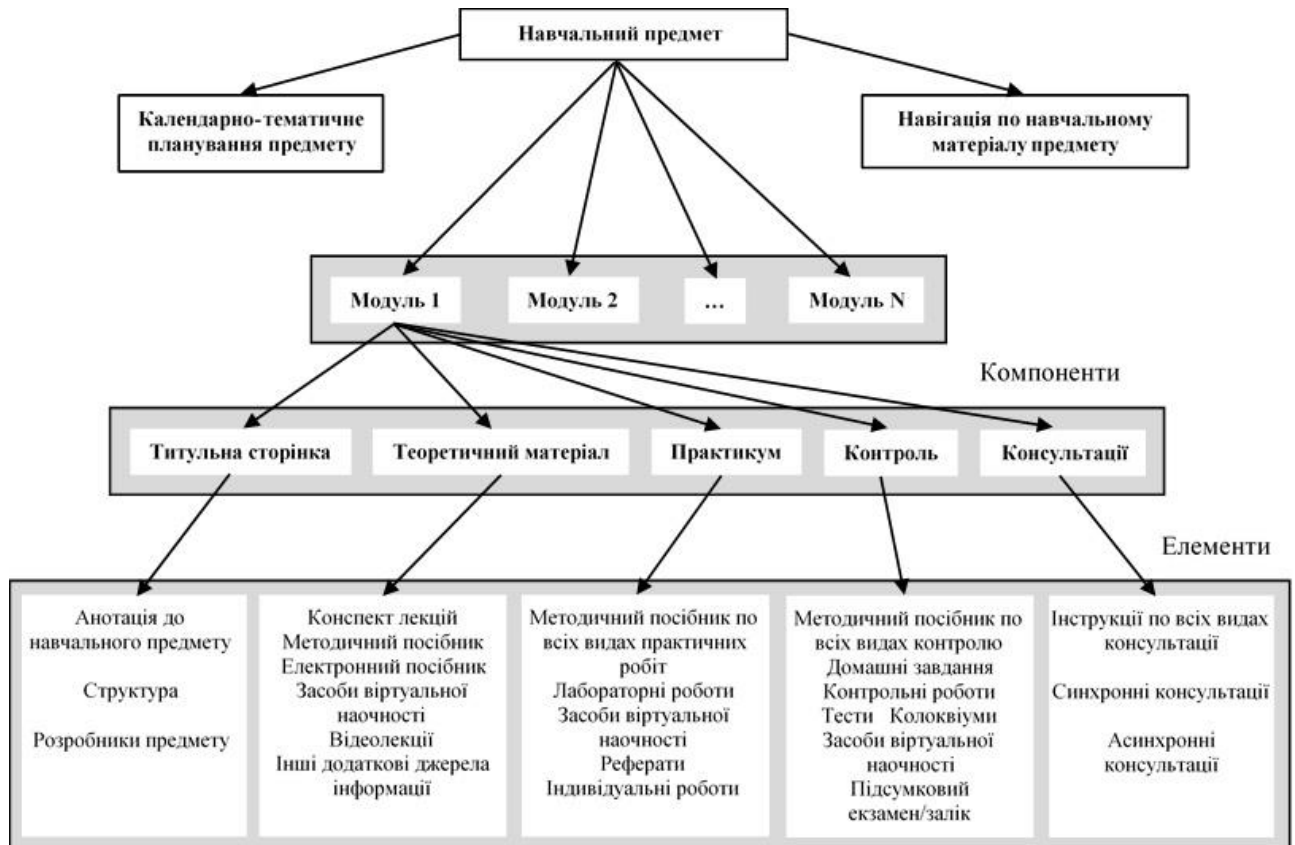 Навчальний предмет
Календарно-тематичне
планування предмету
Навігація по навчальному
матеріалу предмету
Модуль 1
Модуль 2
...
Модуль N
Компоненти
Титульна сторінка
Теоретичний матеріал
Практикум
Контроль
Консультації
Елементи
Анотація до
навчального предмету
Структура
Розробники предмету
Конспект лекцій
Методичний посібник
Електронний посібник
Засоби віртуальної
наочності
Відеолекції
Інші додаткові джерела
інформації
Методичний посібник по
всіх видах практичних
робіт
Лабораторні роботи
Засоби віртуальної
наочності
Реферати
Індивідуальні роботи
Методичний посібник по
всіх видах контролю
Домашні завдання
Контрольні роботи
Тести Колоквіуми
Засоби віртуальної
наочності
Підсумковий
екзамен/залік
Інструкції по всіх видах
консультації
Синхронні консультації
Асинхронні
консультації